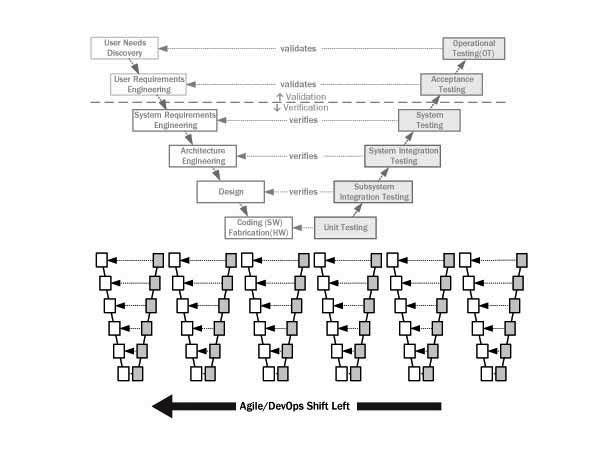 User Needs
Discovery
validates
Operational
Testing(OT)
User Requirements
Engineering
validates
Acceptance
Testing
↑ Validation
↓ Verification
System Requirements
Engineering
verifies
System
Testing
Architecture
Engineering
verifies
System Integration
Testing
Design
verifies
Subsystem
Integration Testing
Coding (SW)
Fabrication(HW)
Unit Testing
Agile/DevOps Shift Left